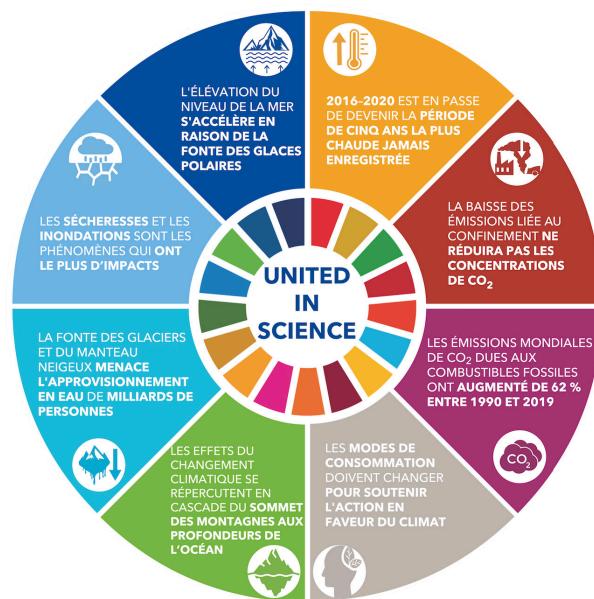 L'ÉLÉVATION DU
NIVEAU DE LA MER
S'ACCÉLÈRE EN
RAISON DE LA
FONTE DES GLACES
POLAIRES
2016–2020 EST EN PASSE
DE DEVENIR LA PÉRIODE
DE CINQ ANS LA PLUS
CHAUDE JAMAIS
ENREGISTRÉE
LA BAISSE DES
ÉMISSIONS LIÉE AU
CONFINEMENT NE
RÉDUIRA PAS LES
CONCENTRATIONS
DE CO₂
LES ÉMISSIONS MONDIALES
DE CO₂ DUES AUX
COMBUSTIBLES FOSSILES
ONT AUGMENTÉ DE 62 %
ENTRE 1990 ET 2019
CO₂
LES MODES DE
CONSOMMATION
DOIVENT CHANGER
POUR SOUTENIR
L'ACTION EN
FAVEUR DU CLIMAT
LES EFFETS DU
CHANGEMENT
CLIMATIQUE SE
RÉPERCUTENT EN
CASCADE DU SOMMET
DES MONTAGNES AUX
PROFONDEURS DE
L'OCÉAN
LA FONTE DES GLACIERS
ET DU MANTEAU
NEIGEUX MENACE
L'APPROVISIONNEMENT
EN EAU DE MILLIARDS DE
PERSONNES
LES SÉCHERESSES ET LES
INONDATIONS SONT LES
PHÉNOMÈNES QUI ONT
LE PLUS D'IMPACTS
UNITED
IN
SCIENCE